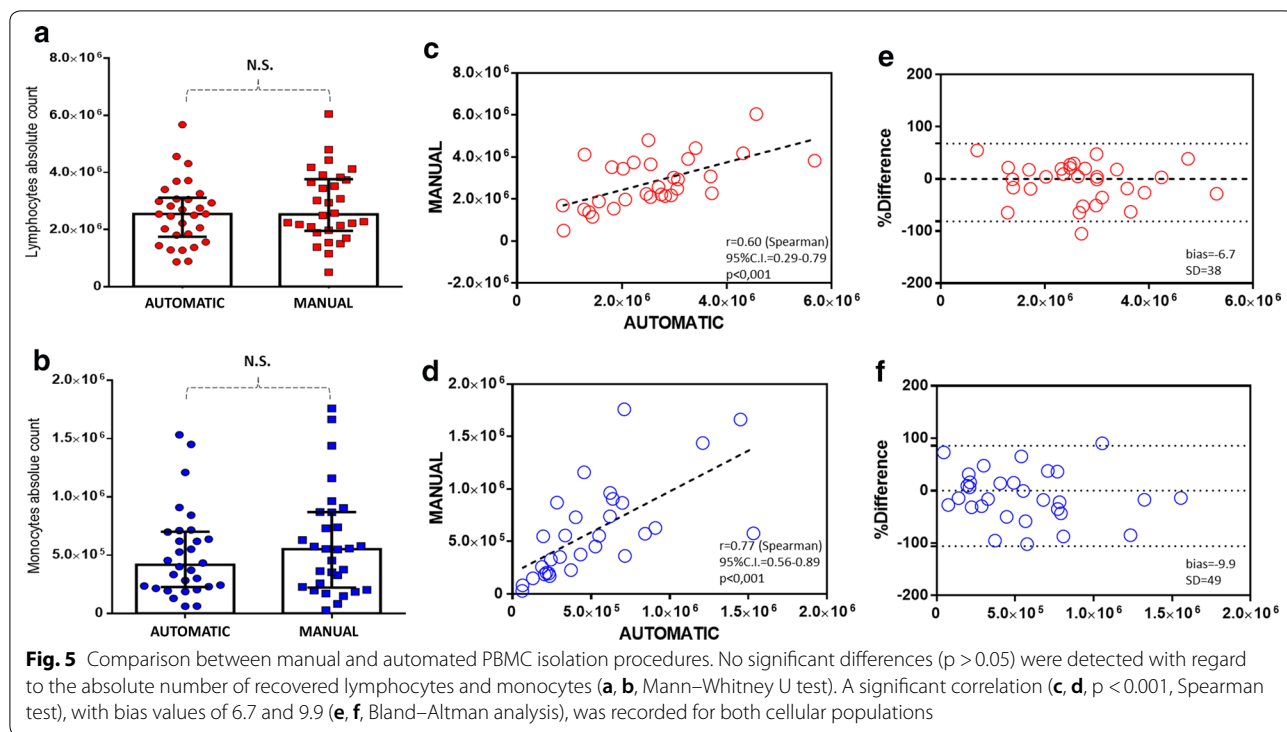 a
Lymphocytes absolute count
8.0×10⁶
6.0×10⁶
4.0×10⁶
2.0×10⁶
0
N.S.
AUTOMATIC
MANUAL
c
MANUAL
8.0×10⁶
6.0×10⁶
4.0×10⁶
2.0×10⁶
0
-2.0×10⁶
r=0.60 (Spearman)
95%C.I.=0.29-0.79
p<0,001
0
2.0×10⁶
4.0×10⁶
6.0×10⁶
8.0×10⁶
AUTOMATIC
e
%Difference
200
100
0
-100
-200
bias=-6.7
SD=38
0
2.0×10⁶
4.0×10⁶
6.0×10⁶
b
Monocytes absolue count
2.0×10⁶
1.5×10⁶
1.0×10⁶
5.0×10⁵
0
N.S.
AUTOMATIC
MANUAL
d
MANUAL
2.0×10⁶
1.5×10⁶
1.0×10⁶
5.0×10⁵
0
r=0.77 (Spearman)
95%C.I.=0.56-0.89
p<0,001
0
5.0×10⁵
1.0×10⁶
1.5×10⁶
2.0×10⁶
AUTOMATIC
f
%Difference
200
100
0
-100
-200
bias=-9.9
SD=49
0
5.0×10⁵
1.0×10⁶
1.5×10⁶
2.0×10⁶
Fig. 5 Comparison between manual and automated PBMC isolation procedures. No significant differences (p > 0.05) were detected with regard
to the absolute number of recovered lymphocytes and monocytes (a, b, Mann–Whitney U test). A significant correlation (c, d, p < 0.001, Spearman
test), with bias values of 6.7 and 9.9 (e, f, Bland–Altman analysis), was recorded for both cellular populations